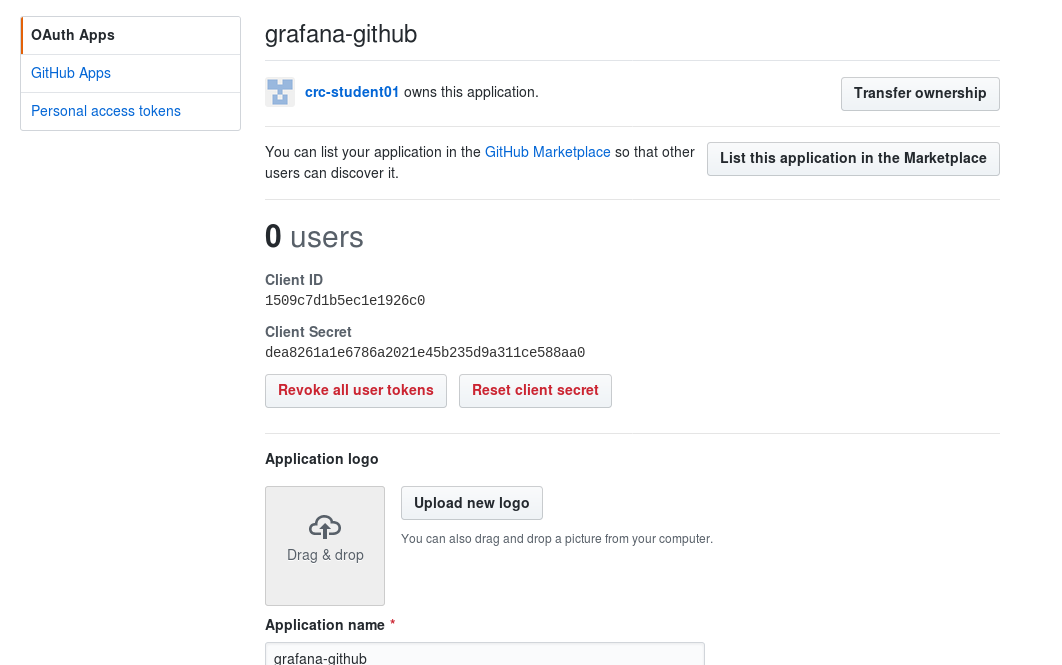 OAuth Apps
GitHub Apps
Personal access tokens
grafana-github
crc-student01 owns this application.
Transfer ownership
You can list your application in the GitHub Marketplace so that other
users can discover it.
List this application in the Marketplace
0 users
Client ID
1509c7d1b5ec1e1926c0
Client Secret
dea8261a1e6786a2021e45b235d9a311ce588aa0
Revoke all user tokens
Reset client secret
Application logo
Drag & drop
Upload new logo
You can also drag and drop a picture from your computer.
Application name *
grafana-github